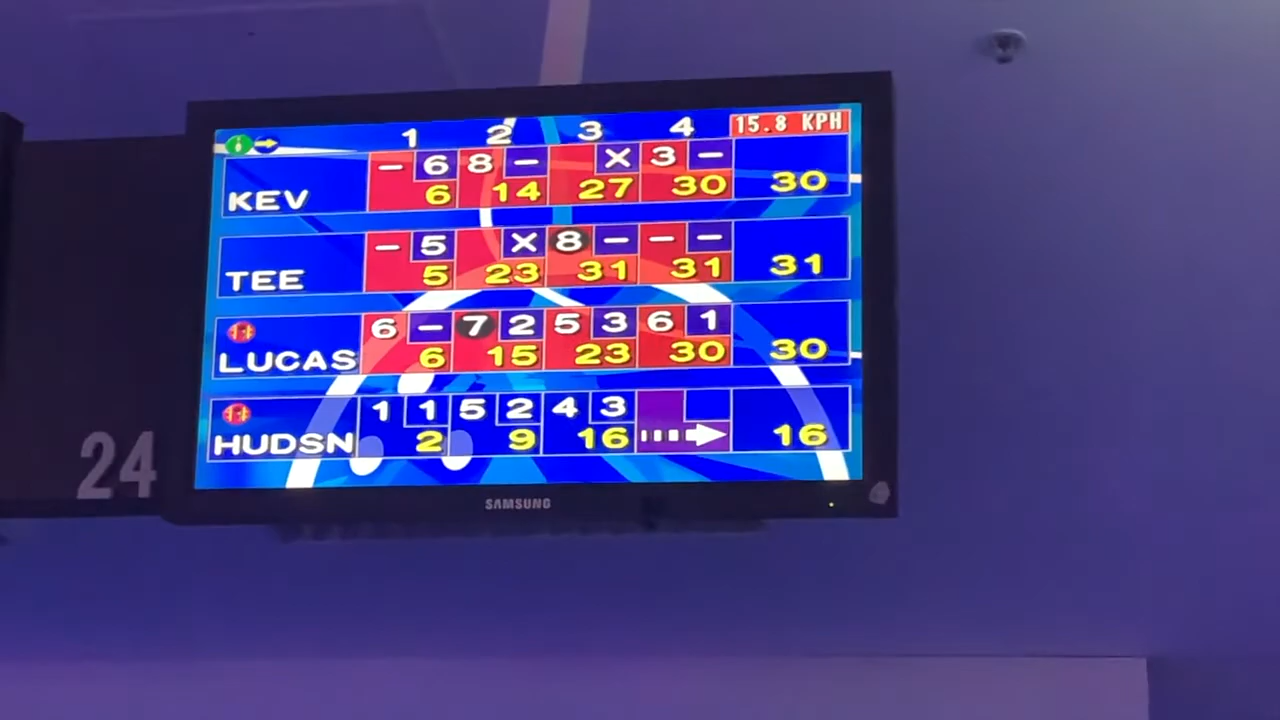 1 2 3 4 15.8 KPH
- 6 8 - X 3 -
KEV 6 14 27 30 30
- 5 X 8 - - -
TEE 5 23 31 31 31
6 - 7 2 5 3 6 1
LUCAS 6 15 23 30 30
1 1 5 2 4 3
HUDSN 2 9 16 16
24
SAMSUNG